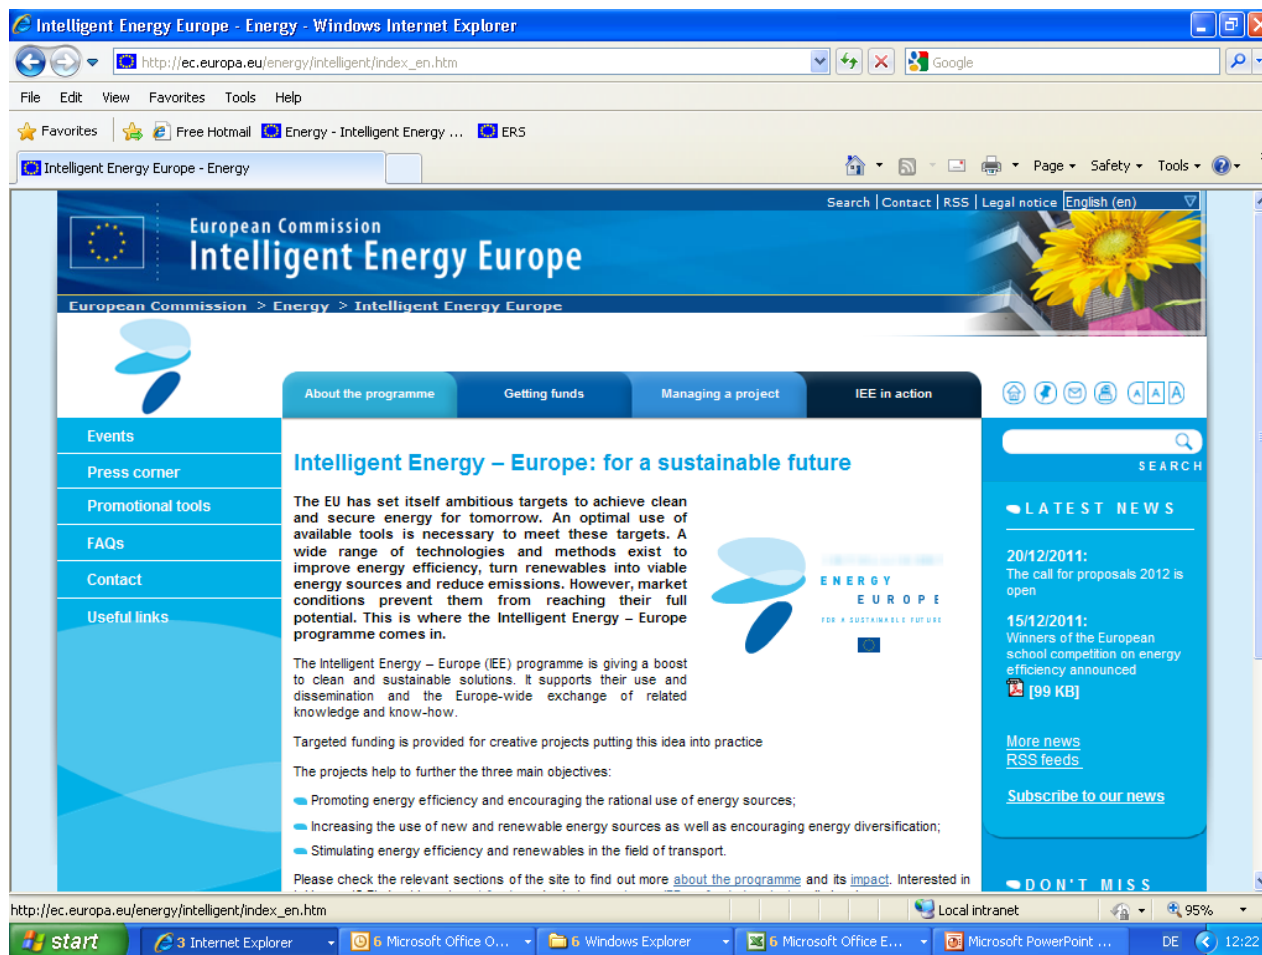 Intelligent Energy Europe - Energy - Windows Internet Explorer
http://ec.europa.eu/energy/intelligent/index_en.htm
Google
File Edit View Favorites Tools Help
Favorites Free Hotmail Energy - Intelligent Energy ... ERS
Intelligent Energy Europe - Energy
Page Safety Tools
Search | Contact | RSS | Legal notice English (en)
European Commission
Intelligent Energy Europe
European Commission > Energy > Intelligent Energy Europe
About the programme Getting funds Managing a project IEE in action
A A A
Events
Press corner
Promotional tools
FAQs
Contact
Useful links
Intelligent Energy – Europe: for a sustainable future
The EU has set itself ambitious targets to achieve clean
and secure energy for tomorrow. An optimal use of
available tools is necessary to meet these targets. A
wide range of technologies and methods exist to
improve energy efficiency, turn renewables into viable
energy sources and reduce emissions. However, market
conditions prevent them from reaching their full
potential. This is where the Intelligent Energy – Europe
programme comes in.
ENERGY
EUROPE
FOR A SUSTAINABLE FUTURE
The Intelligent Energy – Europe (IEE) programme is giving a boost
to clean and sustainable solutions. It supports their use and
dissemination and the Europe-wide exchange of related
knowledge and know-how.
Targeted funding is provided for creative projects putting this idea into practice
The projects help to further the three main objectives:
Promoting energy efficiency and encouraging the rational use of energy sources;
Increasing the use of new and renewable energy sources as well as encouraging energy diversification;
Stimulating energy efficiency and renewables in the field of transport.
Please check the relevant sections of the site to find out more about the programme and its impact. Interested in
SEARCH
LATEST NEWS
20/12/2011:
The call for proposals 2012 is
open
15/12/2011:
Winners of the European
school competition on energy
efficiency announced
[99 KB]
More news
RSS feeds
Subscribe to our news
DON'T MISS
http://ec.europa.eu/energy/intelligent/index_en.htm Local intranet 95%
start 3 Internet Explorer 6 Microsoft Office O... 6 Windows Explorer 6 Microsoft Office E... Microsoft PowerPoint ... DE 12:22